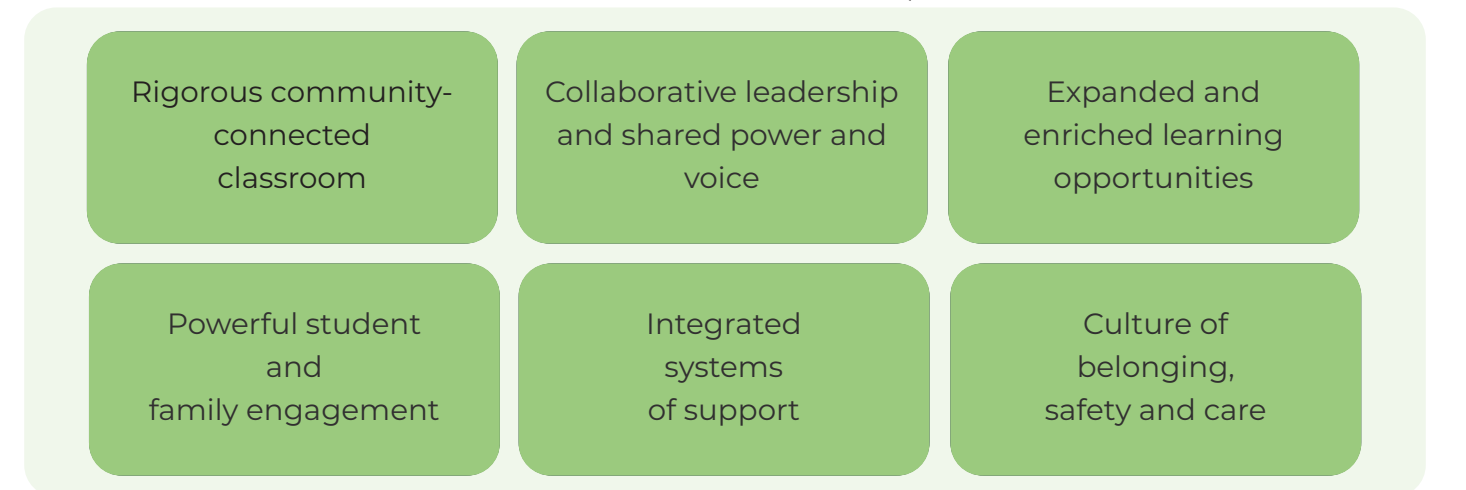 Rigorous community-
connected
classroom
Collaborative leadership
and shared power and
voice
Expanded and
enriched learning
opportunities
Powerful student
and
family engagement
Integrated
systems
of support
Culture of
belonging,
safety and care